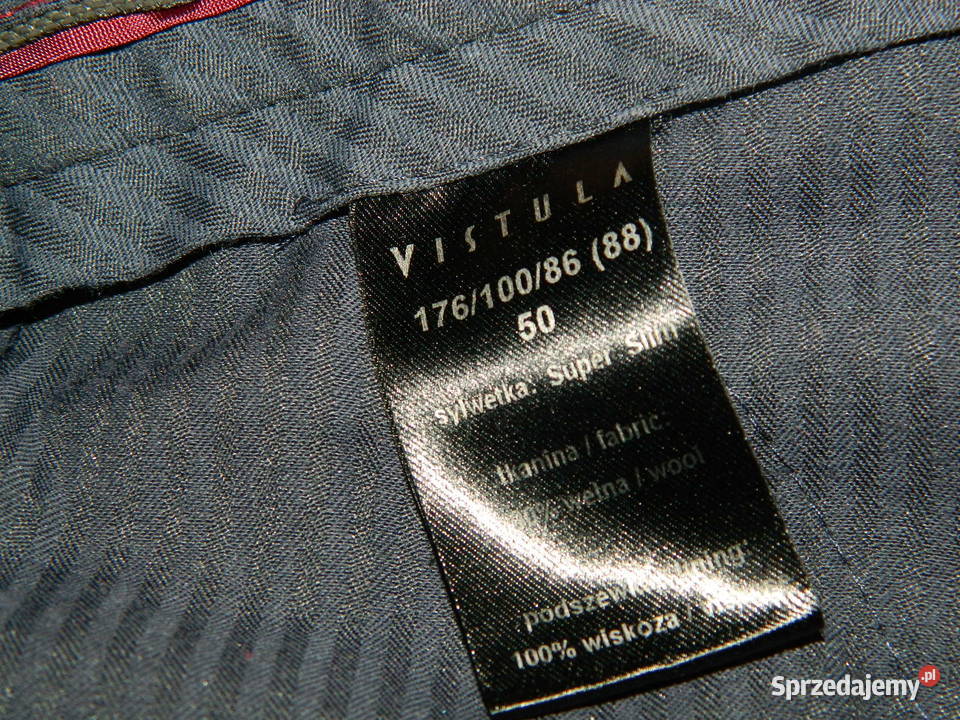 VISTULA
176/100/86 (88)
50
sylwetka: Super Slim
tkanina / fabric:
wełna / wool
podszewka / lining:
100% wiskoza /
Sprzedajemy.pl